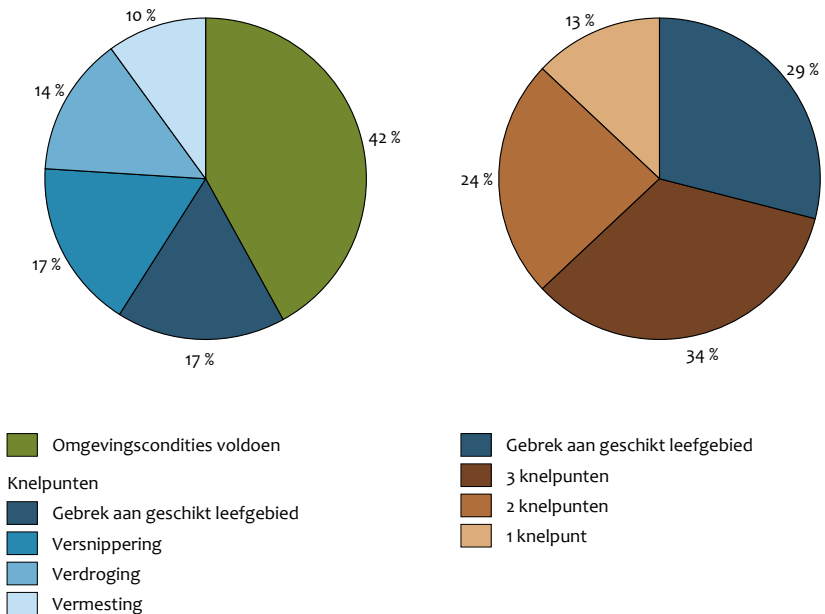 10 %
14 %
42 %
17 %
17 %
13 %
29 %
24 %
34 %
Omgevingscondities voldoen
Knelpunten
Gebrek aan geschikt leefgebied
Versnippering
Verdroging
Vermesting
Gebrek aan geschikt leefgebied
3 knelpunten
2 knelpunten
1 knelpunt